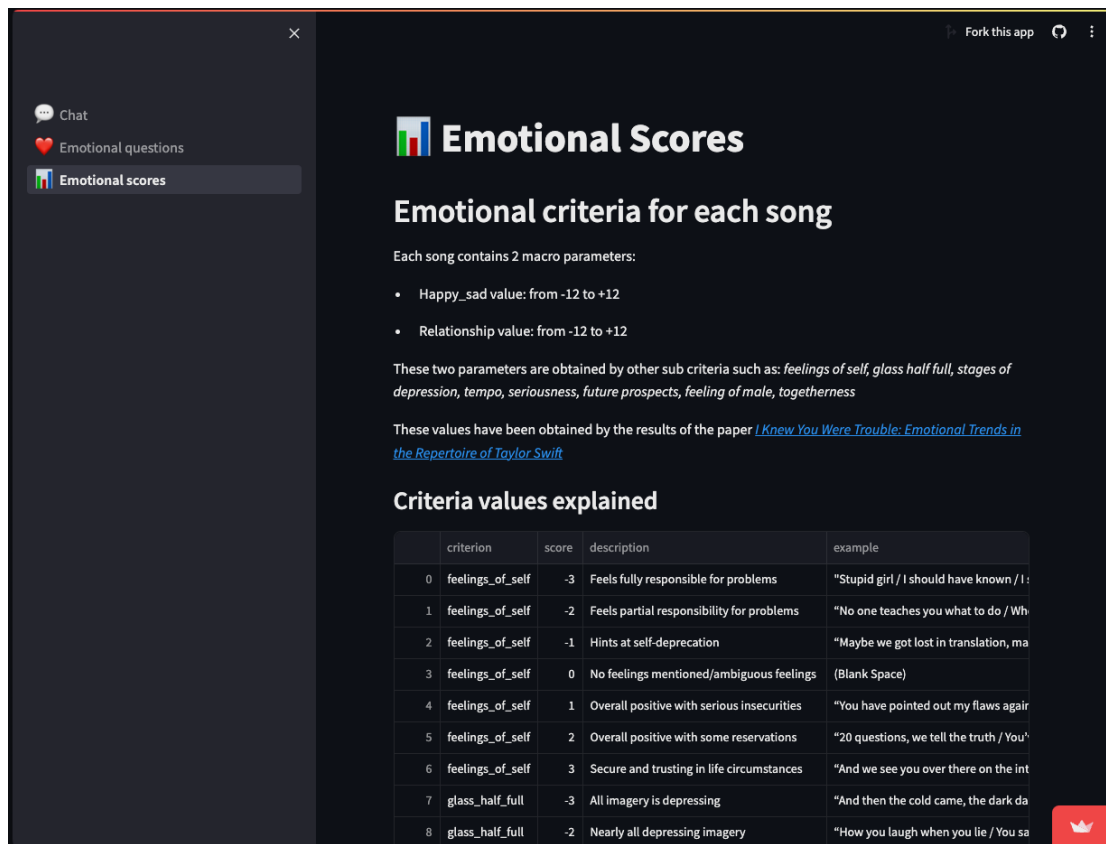 Fork this app
Chat
Emotional questions
Emotional scores
Emotional Scores
Emotional criteria for each song
Each song contains 2 macro parameters:
• Happy_sad value: from -12 to +12
• Relationship value: from -12 to +12
These two parameters are obtained by other sub criteria such as: feelings of self, glass half full, stages of
depression, tempo, seriousness, future prospects, feeling of male, togetherness
These values have been obtained by the results of the paper I Knew You Were Trouble: Emotional Trends in
the Repertoire of Taylor Swift
Criteria values explained
criterion score description example
0 feelings_of_self -3 Feels fully responsible for problems "Stupid girl / I should have known / I
1 feelings_of_self -2 Feels partial responsibility for problems “No one teaches you what to do /
2 feelings_of_self -1 Hints at self-deprecation “Maybe we got lost in translation, ma
3 feelings_of_self 0 No feelings mentioned/ambiguous feelings (Blank Space)
4 feelings_of_self 1 Overall positive with serious insecurities “You have pointed out my flaws agair
5 feelings_of_self 2 Overall positive with some reservations “20 questions, we tell the truth / You’
6 feelings_of_self 3 Secure and trusting in life circumstances “And we see you over there on the int
7 glass_half_full -3 All imagery is depressing “And then the cold came, the dark da
8 glass_half_full -2 Nearly all depressing imagery “How you laugh when you lie / You sa